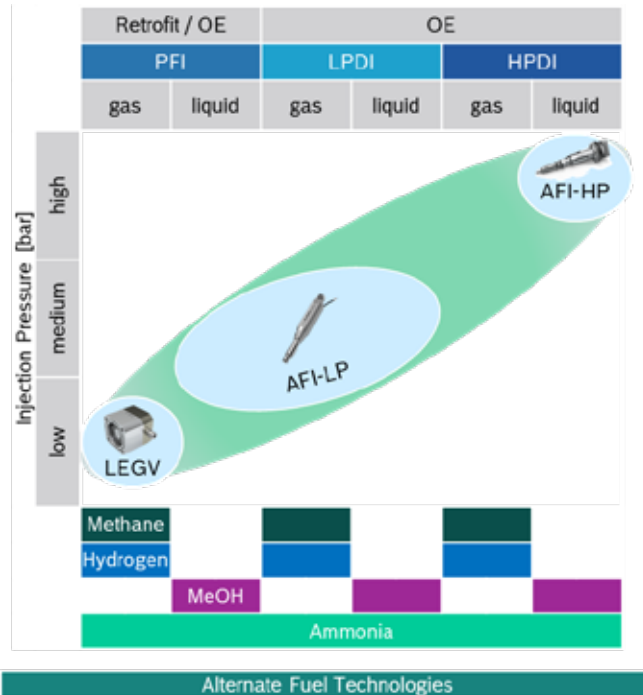 Retrofit / OE OE
PFI LPDI HPDI
gas liquid gas liquid gas liquid
Injection Pressure [bar]
high
medium
low
AFI-HP
AFI-LP
LEGV
Methane
Hydrogen
MeOH
Ammonia
Alternate Fuel Technologies